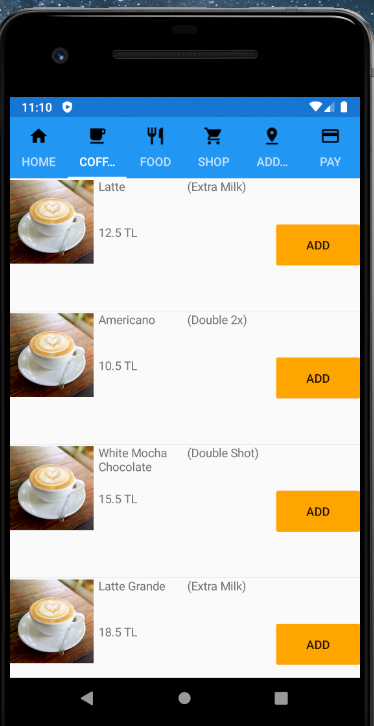 11:10
HOME COFF... FOOD SHOP ADD... PAY
Latte (Extra Milk)
12.5 TL
ADD
Americano (Double 2x)
10.5 TL
ADD
White Mocha (Double Shot)
Chocolate
15.5 TL
ADD
Latte Grande (Extra Milk)
18.5 TL
ADD